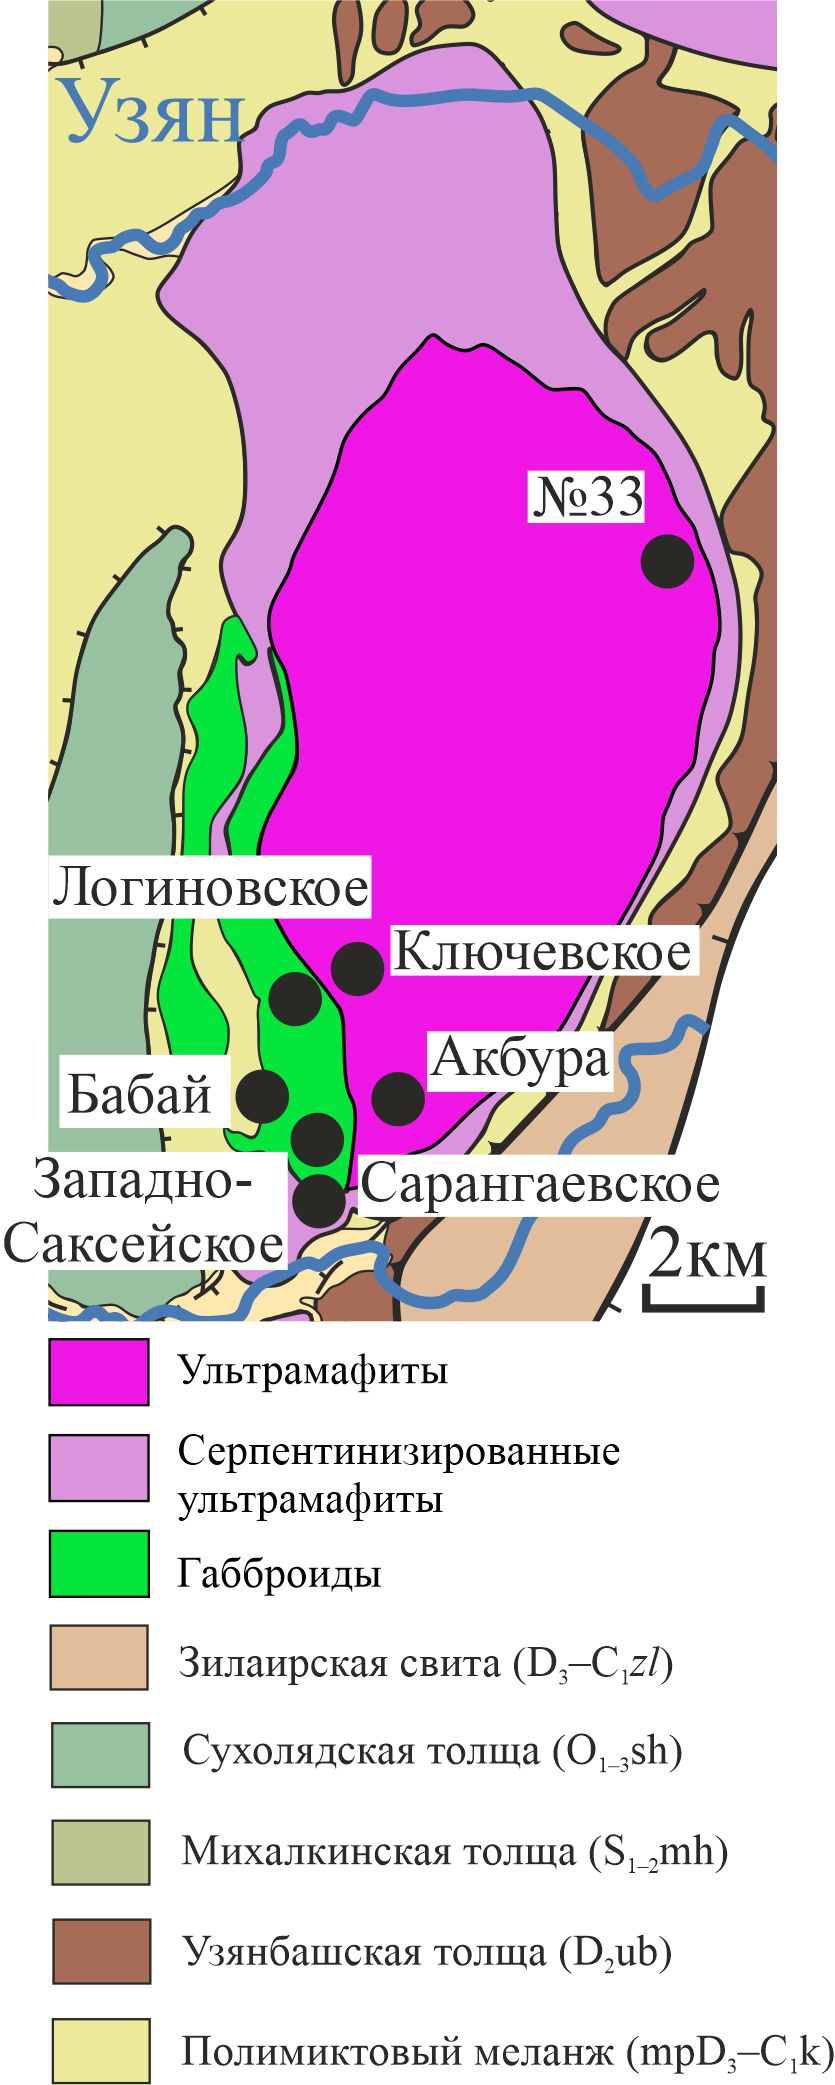 Узян
№33
Логиновское
Ключевское
Акбура
Бабай
Западно-
Саксейское
Сарангаевское
2км
Ультрамафиты
Серпентинизированные
ультрамафиты
Габброиды
Зилаирская свита (D₃–C₁zl)
Сухолядская толща (O₁₋₃sh)
Михалкинская толща (S₁₋₂mh)
Узянбашская толща (D₂ub)
Полимиктовый меланж (mpD₃–C₁k)